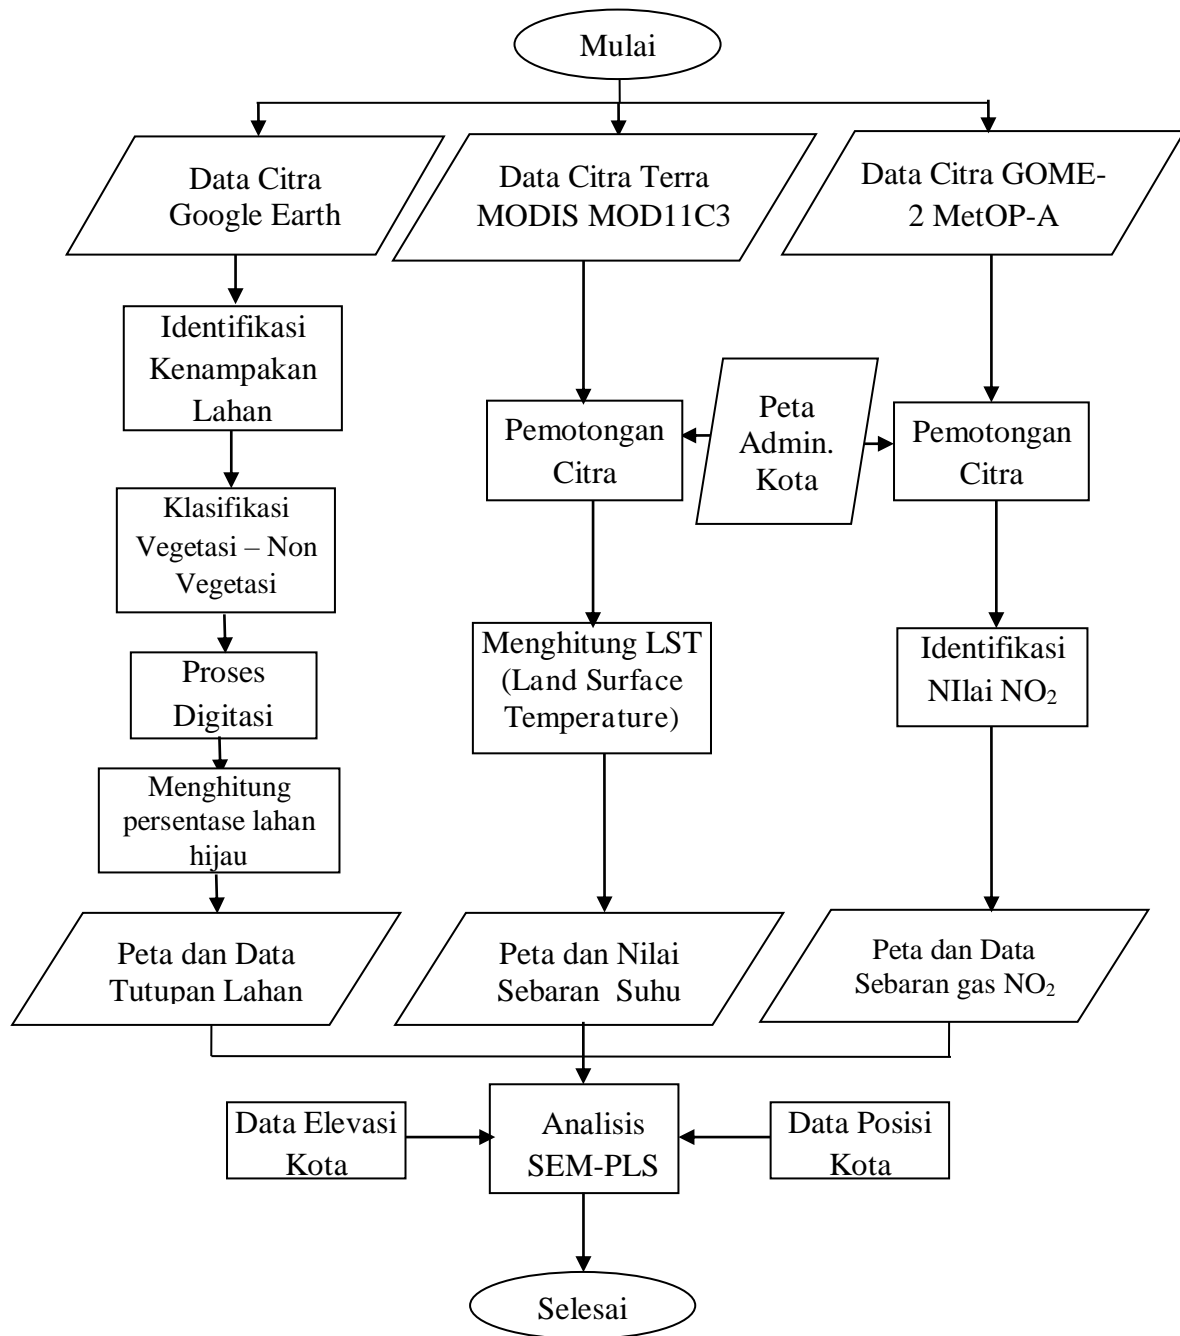 Mulai
Data Citra
Google Earth
Data Citra Terra
MODIS MOD11C3
Data Citra GOME-
2 MetOP-A
Identifikasi
Kenampakan
Lahan
Peta
Admin.
Kota
Pemotongan
Citra
Pemotongan
Citra
Klasifikasi
Vegetasi – Non
Vegetasi
Menghitung LST
(Land Surface
Temperature)
Identifikasi
NIlai NO₂
Proses
Digitasi
Menghitung
persentase lahan
hijau
Peta dan Data
Tutupan Lahan
Peta dan Nilai
Sebaran Suhu
Peta dan Data
Sebaran gas NO₂
Data Elevasi
Kota
Analisis
SEM-PLS
Data Posisi
Kota
Selesai